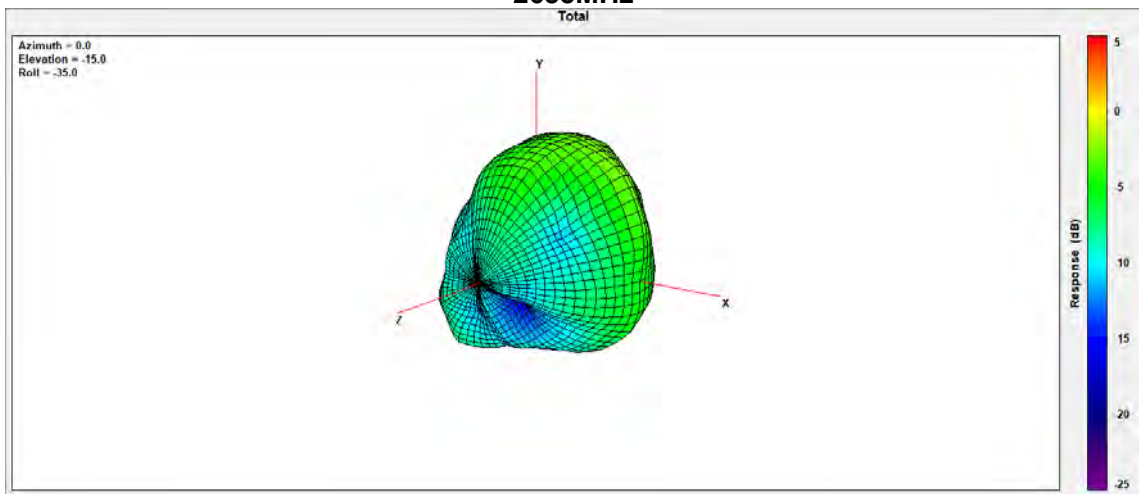 Total
Azimuth = 0.0
Elevation = -15.0
Roll = -35.0
Y
X
Z
5
0
5
10
15
-20
-25
Response (dB)